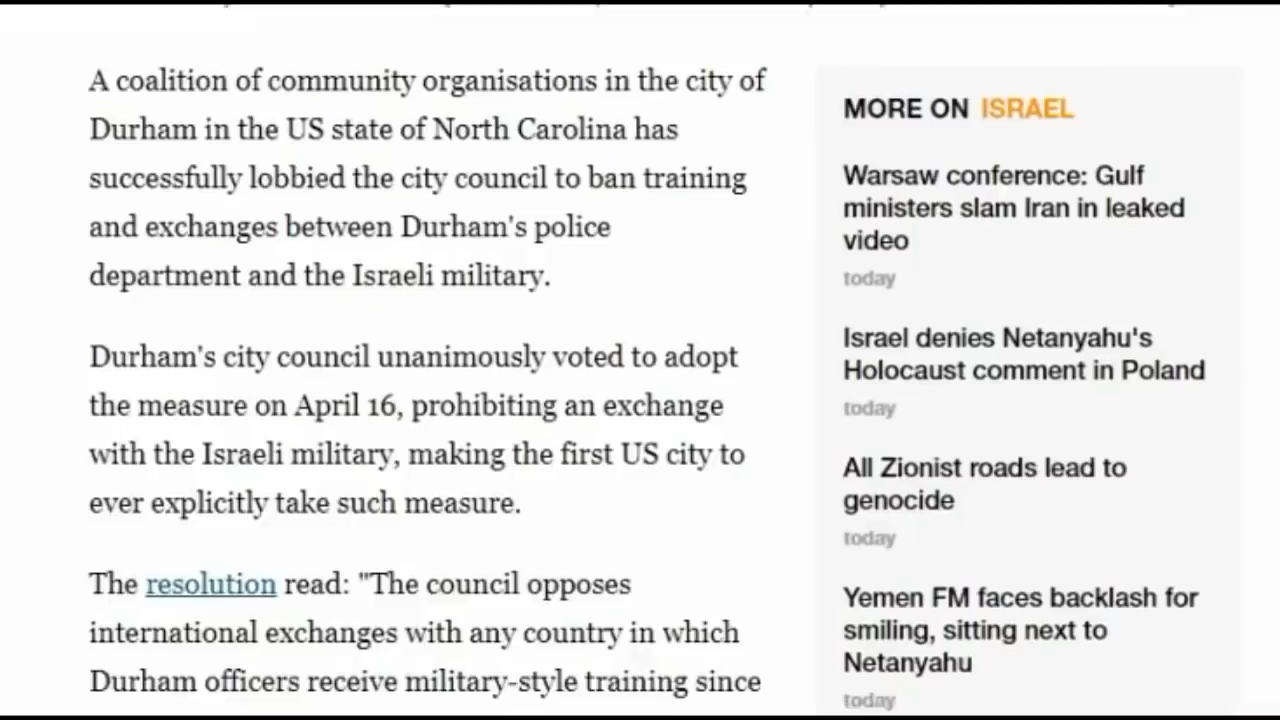 A coalition of community organisations in the city of
Durham in the US state of North Carolina has
successfully lobbied the city council to ban training
and exchanges between Durham's police
department and the Israeli military.
Durham's city council unanimously voted to adopt
the measure on April 16, prohibiting an exchange
with the Israeli military, making the first US city to
ever explicitly take such measure.
The resolution read: "The council opposes
international exchanges with any country in which
Durham officers receive military-style training since
MORE ON ISRAEL
Warsaw conference: Gulf
ministers slam Iran in leaked
video
today
Israel denies Netanyahu's
Holocaust comment in Poland
today
All Zionist roads lead to
genocide
today
Yemen FM faces backlash for
smiling, sitting next to
Netanyahu
today